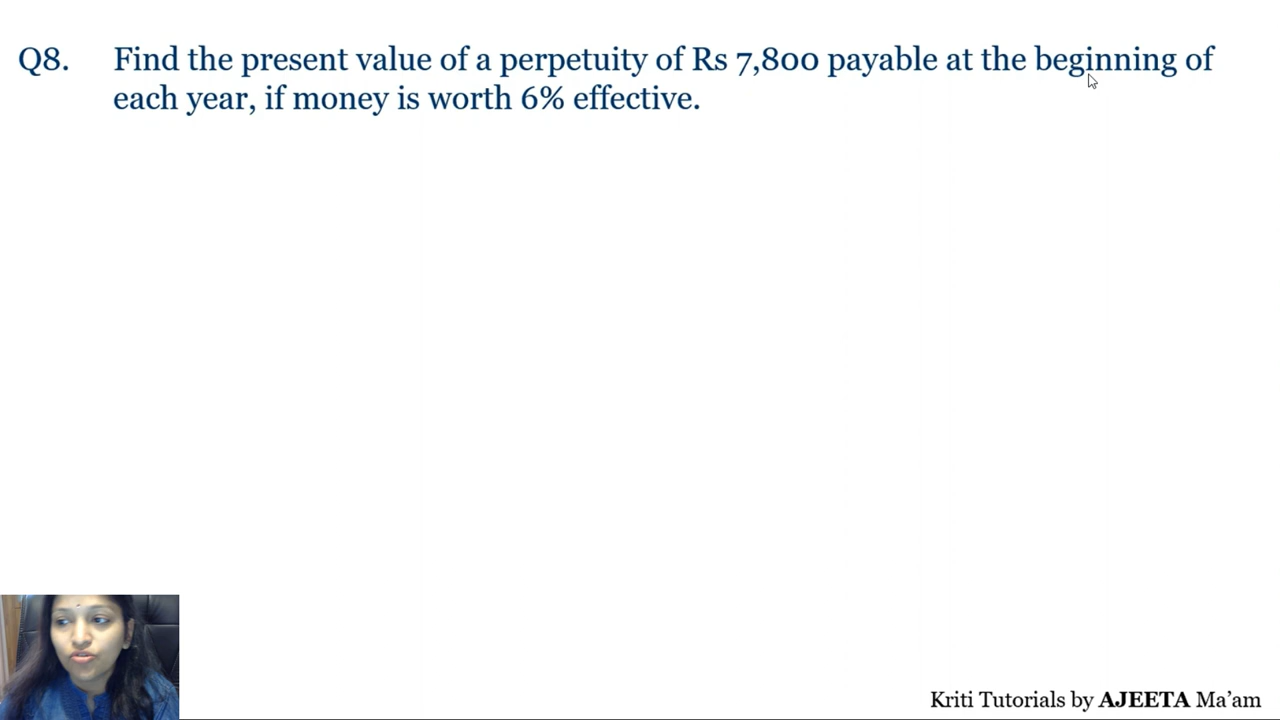 Q8. Find the present value of a perpetuity of Rs 7,800 payable at the beginning of
each year, if money is worth 6% effective.
Kriti Tutorials by AJEETA Ma'am